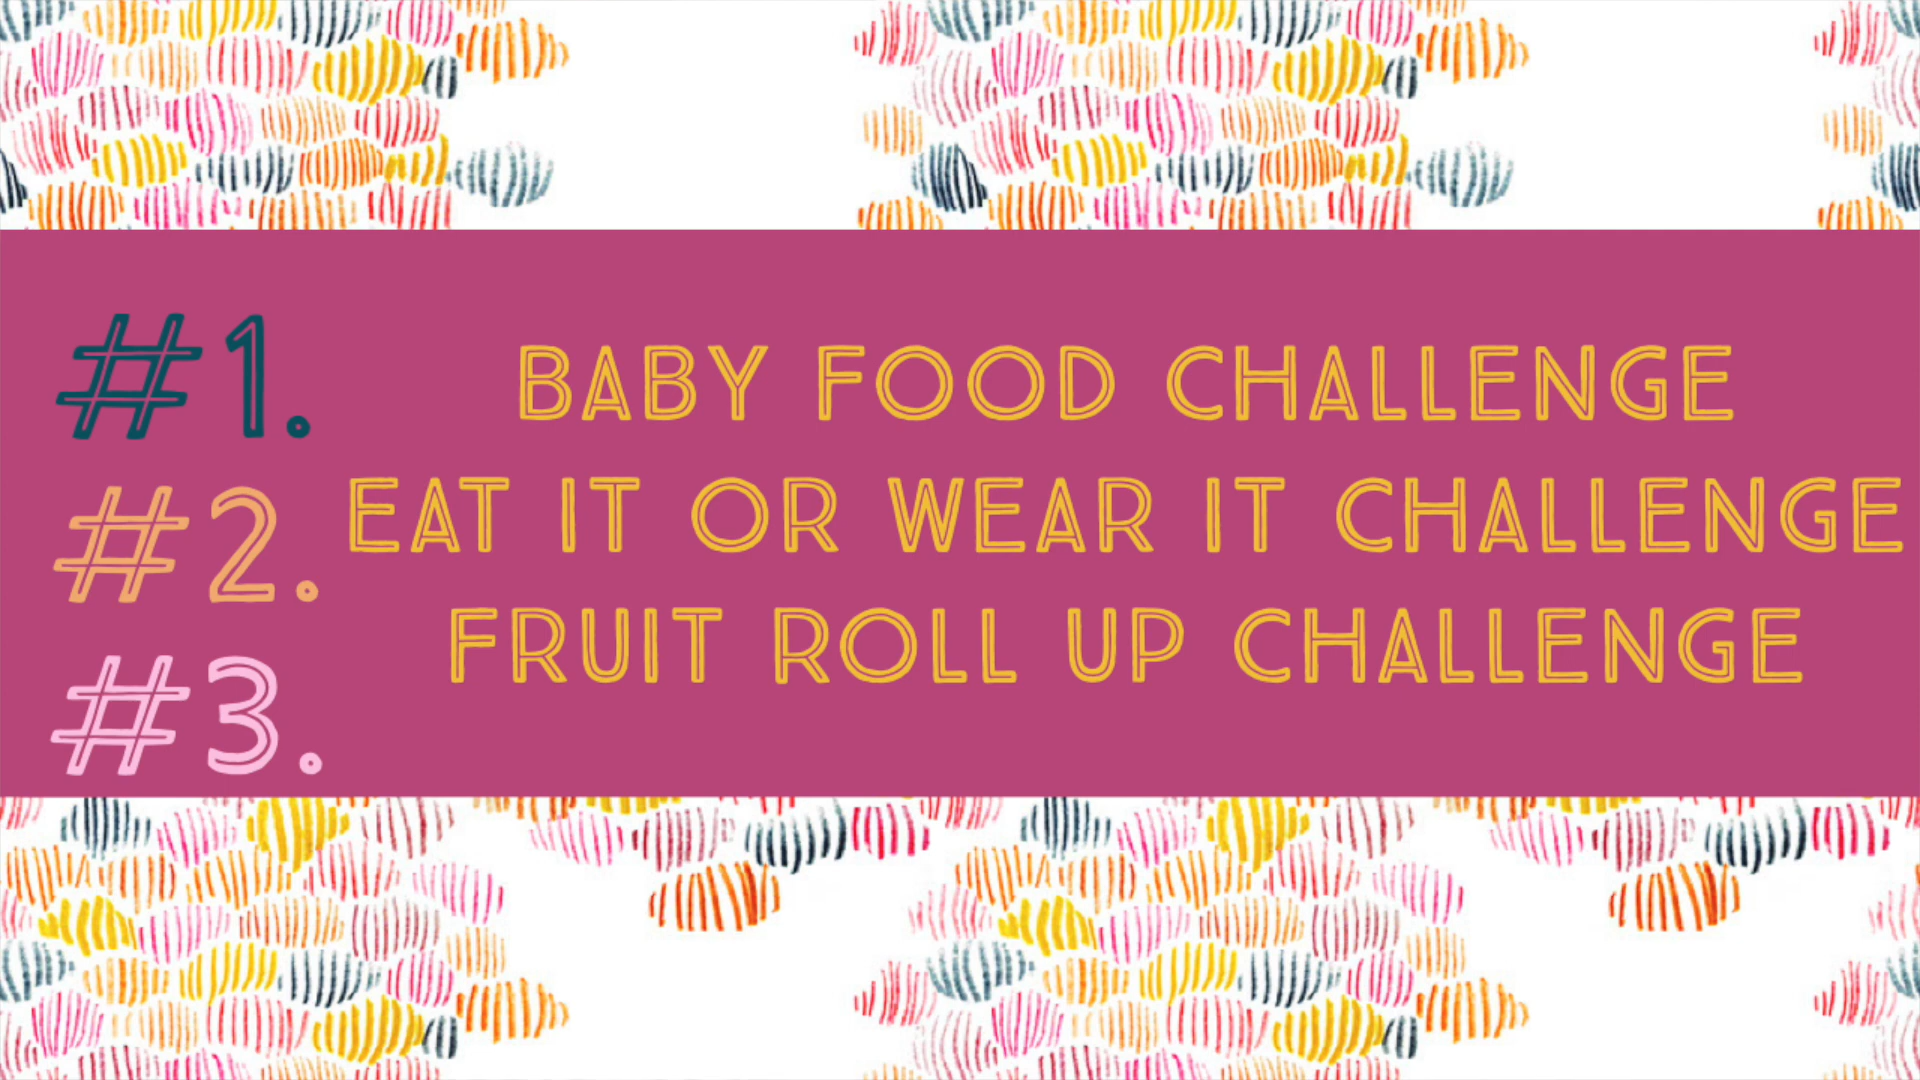 #1. BABY FOOD CHALLENGE
#2. EAT IT OR WEAR IT CHALLENGE
#3. FRUIT ROLL UP CHALLENGE